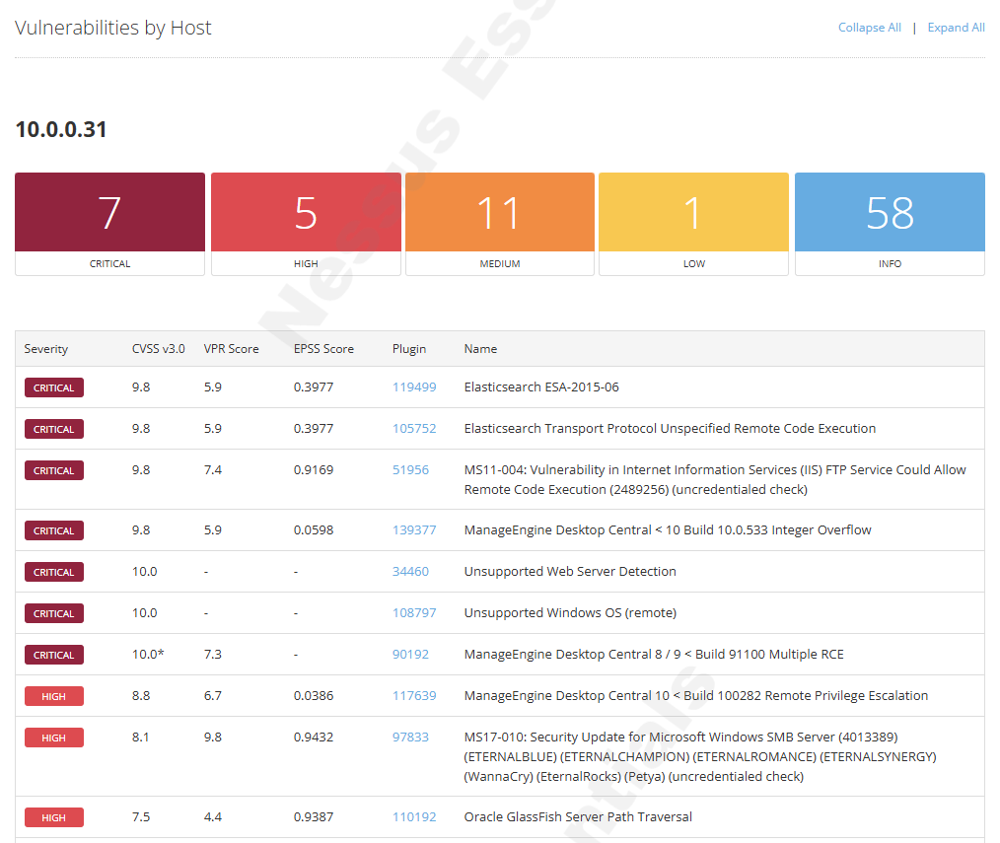 Vulnerabilities by Host
Collapse All | Expand All
10.0.0.31
7 5 11 1 58
CRITICAL HIGH MEDIUM LOW INFO
Severity CVSS v3.0 VPR Score EPSS Score Plugin Name
CRITICAL 9.8 5.9 0.3977 119499 Elasticsearch ESA-2015-06
CRITICAL 9.8 5.9 0.3977 105752 Elasticsearch Transport Protocol Unspecified Remote Code Execution
CRITICAL 9.8 7.4 0.9169 51956 MS11-004: Vulnerability in Internet Information Services (IIS) FTP Service Could Allow
Remote Code Execution (2489256) (uncredentialed check)
CRITICAL 9.8 5.9 0.0598 139377 ManageEngine Desktop Central < 10 Build 10.0.533 Integer Overflow
CRITICAL 10.0 - - 34460 Unsupported Web Server Detection
CRITICAL 10.0 - - 108797 Unsupported Windows OS (remote)
CRITICAL 10.0* 7.3 - 90192 ManageEngine Desktop Central 8 / 9 < Build 91100 Multiple RCE
HIGH 8.8 6.7 0.0386 117639 ManageEngine Desktop Central 10 < Build 100282 Remote Privilege Escalation
HIGH 8.1 9.8 0.9432 97833 MS17-010: Security Update for Microsoft Windows SMB Server (4013389)
(ETERNALBLUE) (ETERNALCHAMPION) (ETERNALROMANCE) (ETERNALSYNERGY)
(WannaCry) (EternalRocks) (Petya) (uncredentialed check)
HIGH 7.5 4.4 0.9387 110192 Oracle GlassFish Server Path Traversal
Nessus Ess
ntials